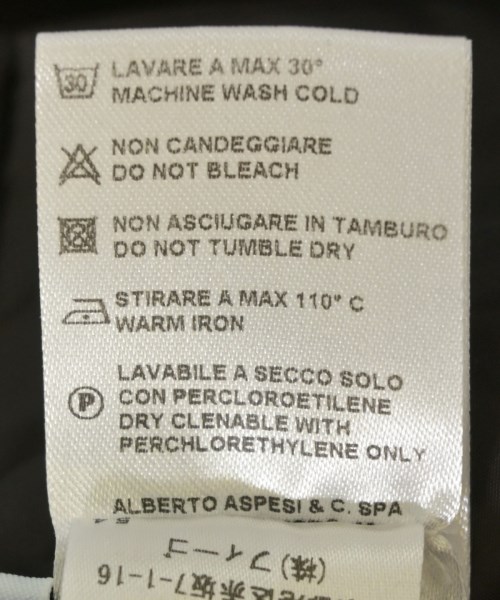 30
LAVARE A MAX 30°
MACHINE WASH COLD
NON CANDEGGIARE
DO NOT BLEACH
NON ASCIUGARE IN TAMBURO
DO NOT TUMBLE DRY
STIRARE A MAX 110° C
WARM IRON
P
LAVABILE A SECCO SOLO
CON PERCLOROETILENE
DRY CLENABLE WITH
PERCHLORETHYLENE ONLY
ALBERTO ASPESI & C. SPA
(株)フィーゴ
区赤坂7-1-16